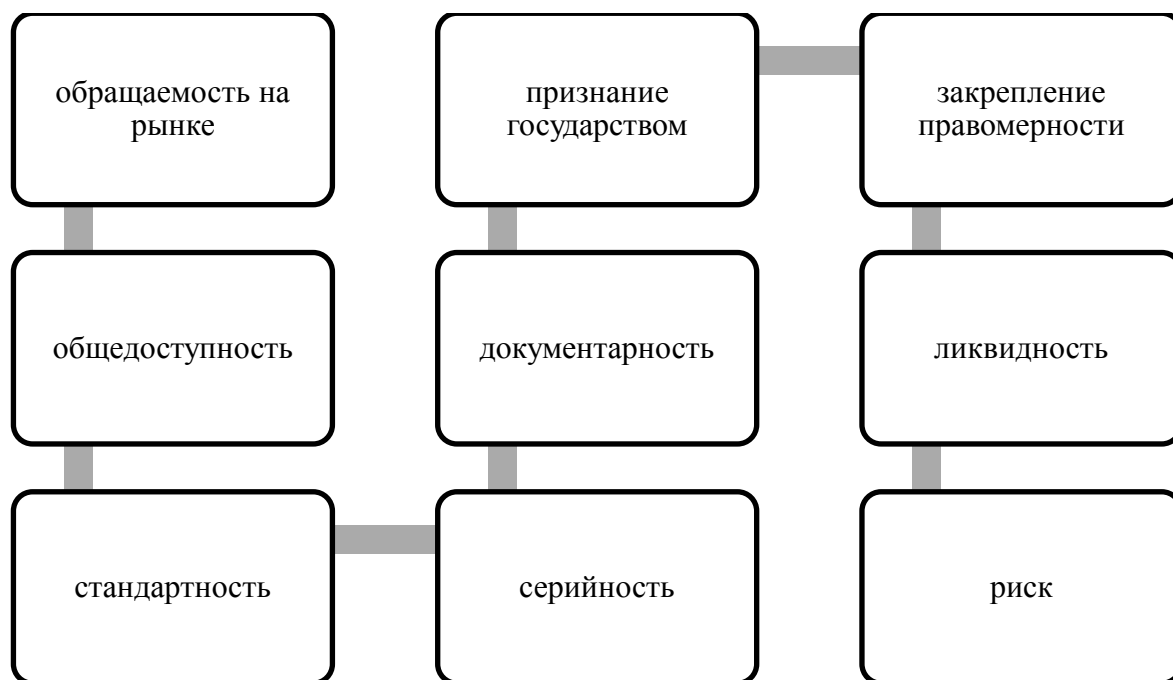 обращаемость на
рынке
общедоступность
стандартность
серийность
документарность
признание
государством
закрепление
правомерности
ликвидность
риск